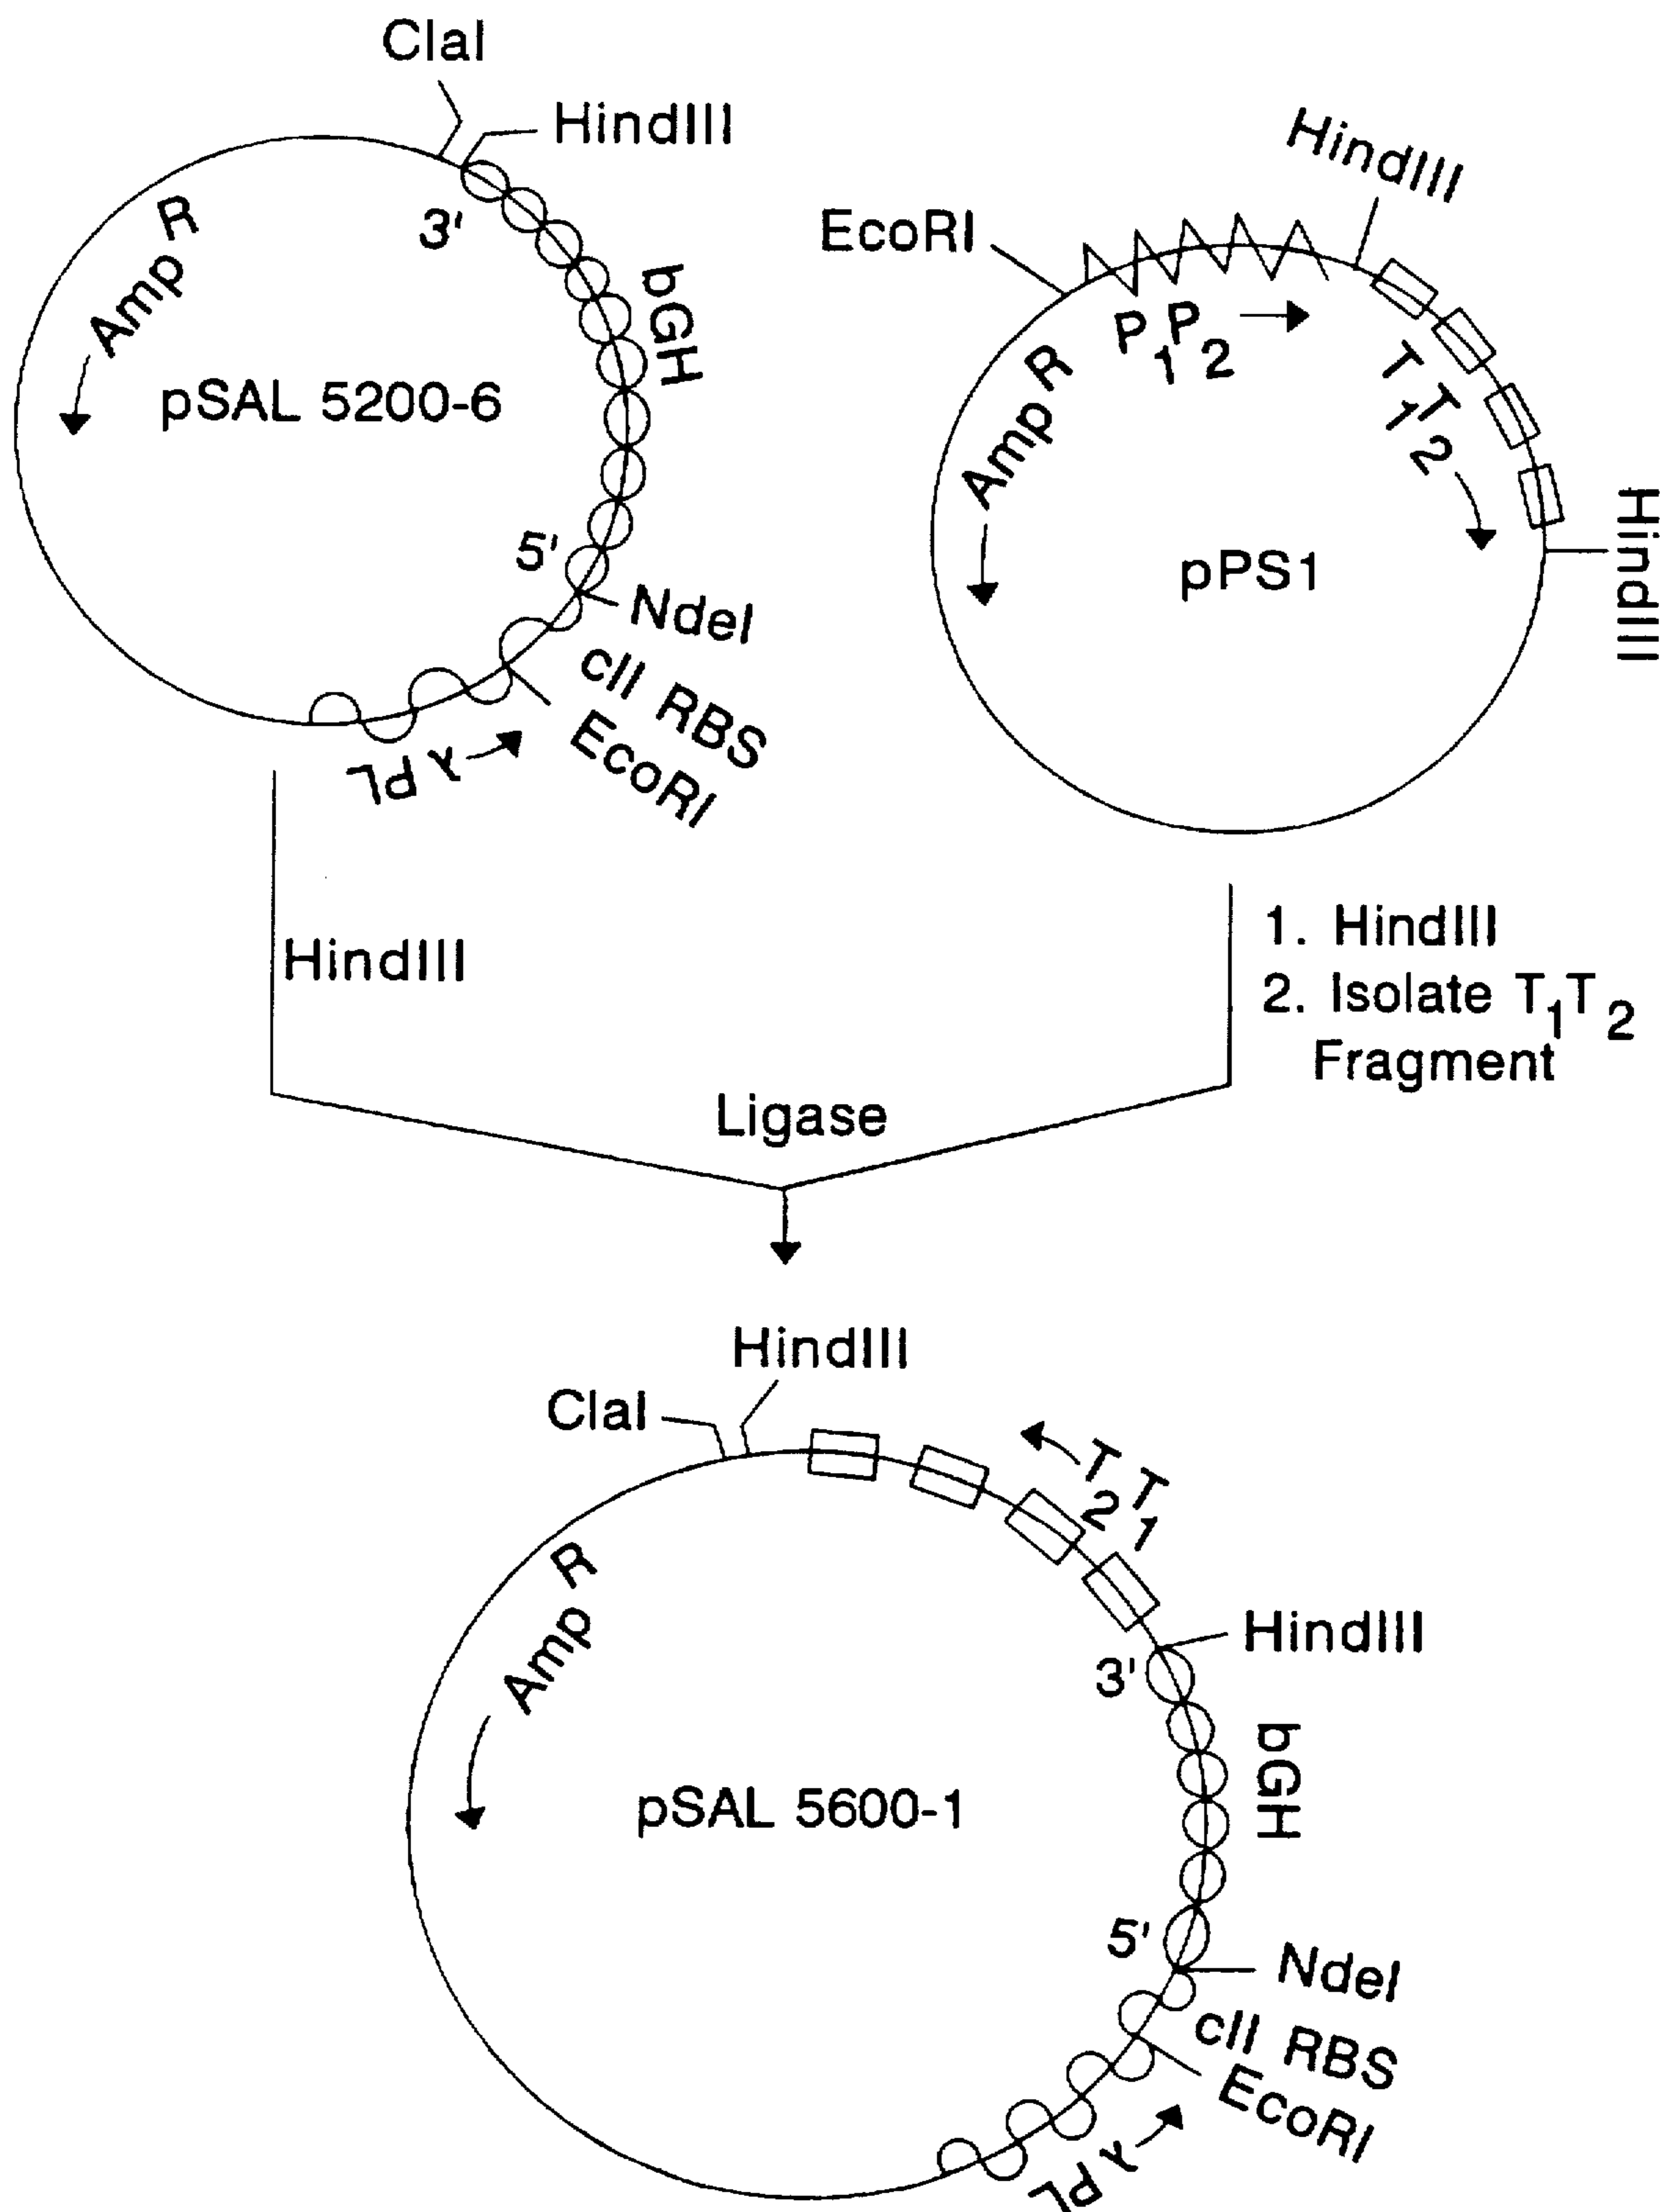 ClaI
HindIII
3'
bGH
Amp R
pSAL 5200-6
5'
NdeI
cII RBS
EcoRI
λ PL
HindIII
EcoRI
P1P2
T1T2
Amp R
pPS1
HindIII
HindIII
1. HindIII
2. Isolate T1T2
Fragment
Ligase
HindIII
ClaI
T2T1
Amp R
HindIII
3'
bGH
pSAL 5600-1
5'
NdeI
cII RBS
EcoRI
λ PL